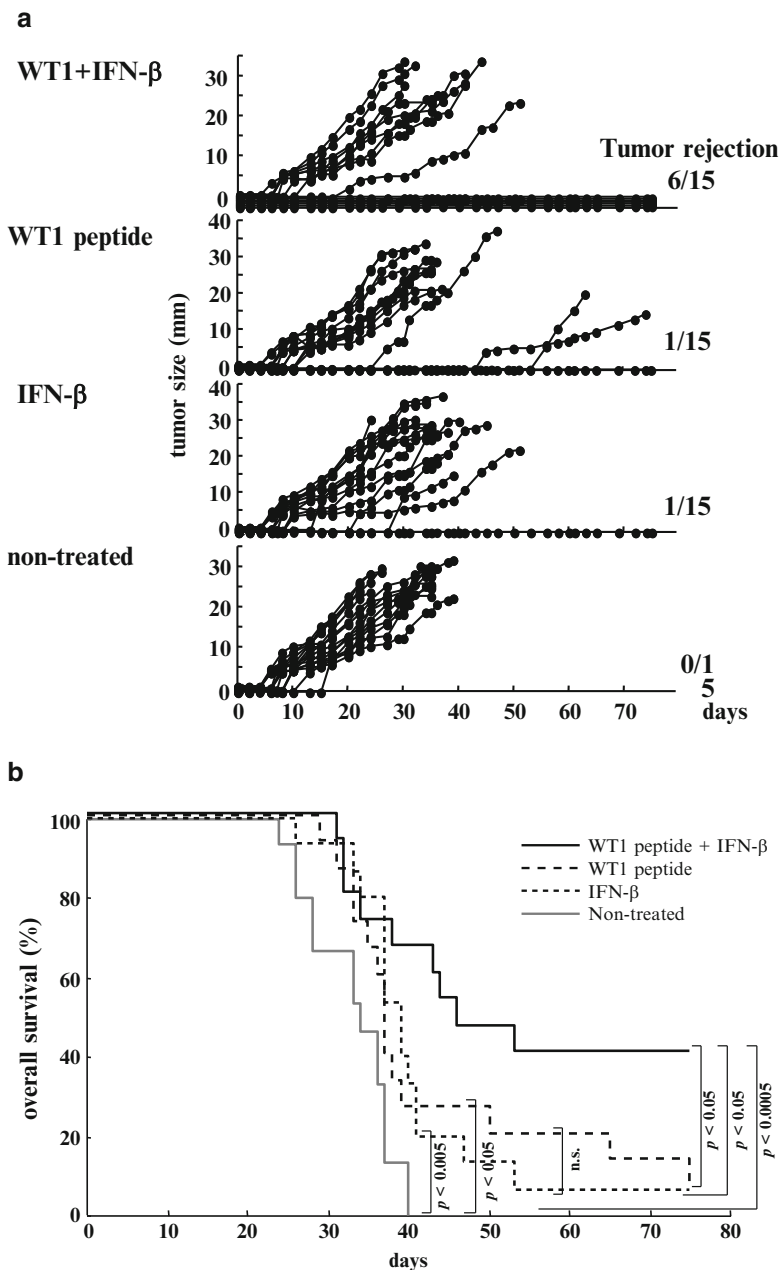 a
WT1+IFN-β
30
20
10
0
Tumor rejection
6/15
WT1 peptide
40
30
20
10
0
1/15
tumor size (mm)
IFN-β
40
30
20
10
0
1/15
non-treated
30
20
10
0
0/1
5
0 10 20 30 40 50 60 70 days
b
100
80
60
40
20
0
overall survival (%)
WT1 peptide + IFN-β
WT1 peptide
IFN-β
Non-treated
p < 0.005
p < 0.05
n.s.
p < 0.05
p < 0.05
p < 0.0005
0 10 20 30 40 50 60 70 80
days